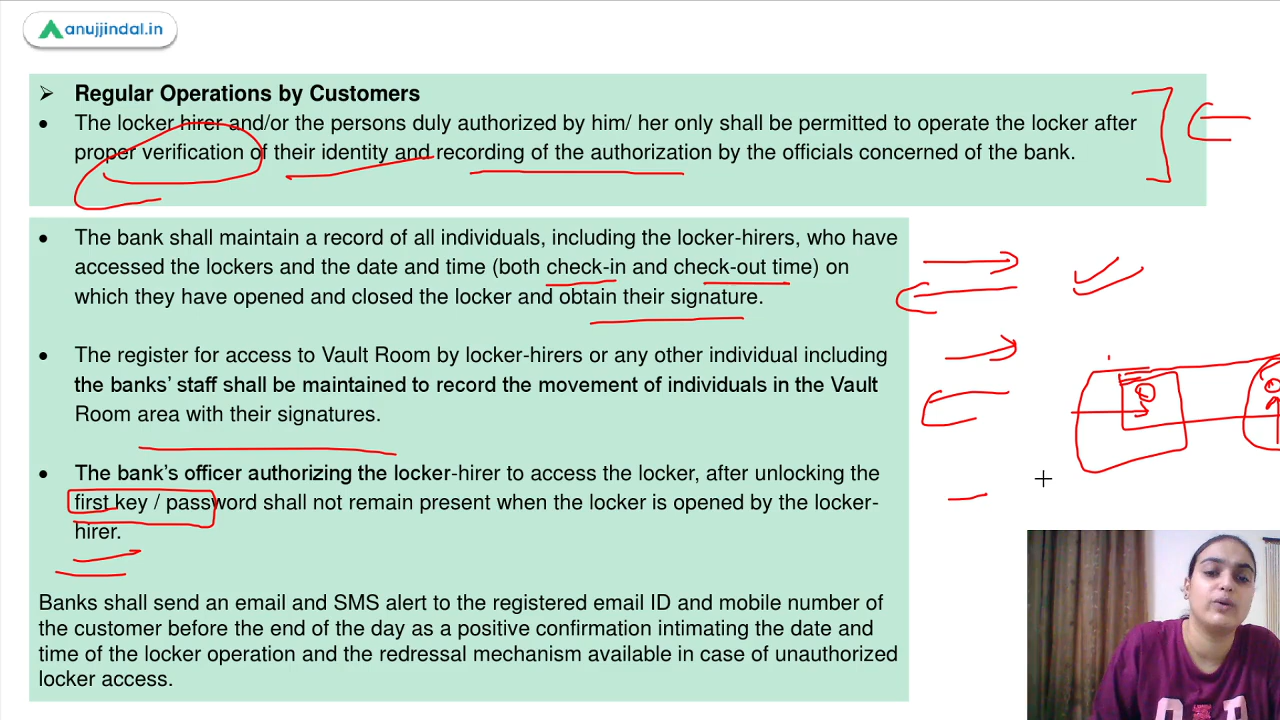 anujjindal.in
➢ Regular Operations by Customers
• The locker hirer and/or the persons duly authorized by him/ her only shall be permitted to operate the locker after
proper verification of their identity and recording of the authorization by the officials concerned of the bank.
• The bank shall maintain a record of all individuals, including the locker-hirers, who have
accessed the lockers and the date and time (both check-in and check-out time) on
which they have opened and closed the locker and obtain their signature.
• The register for access to Vault Room by locker-hirers or any other individual including
the banks’ staff shall be maintained to record the movement of individuals in the Vault
Room area with their signatures.
• The bank’s officer authorizing the locker-hirer to access the locker, after unlocking the
first key / password shall not remain present when the locker is opened by the locker-
hirer.
Banks shall send an email and SMS alert to the registered email ID and mobile number of
the customer before the end of the day as a positive confirmation intimating the date and
time of the locker operation and the redressal mechanism available in case of unauthorized
locker access.